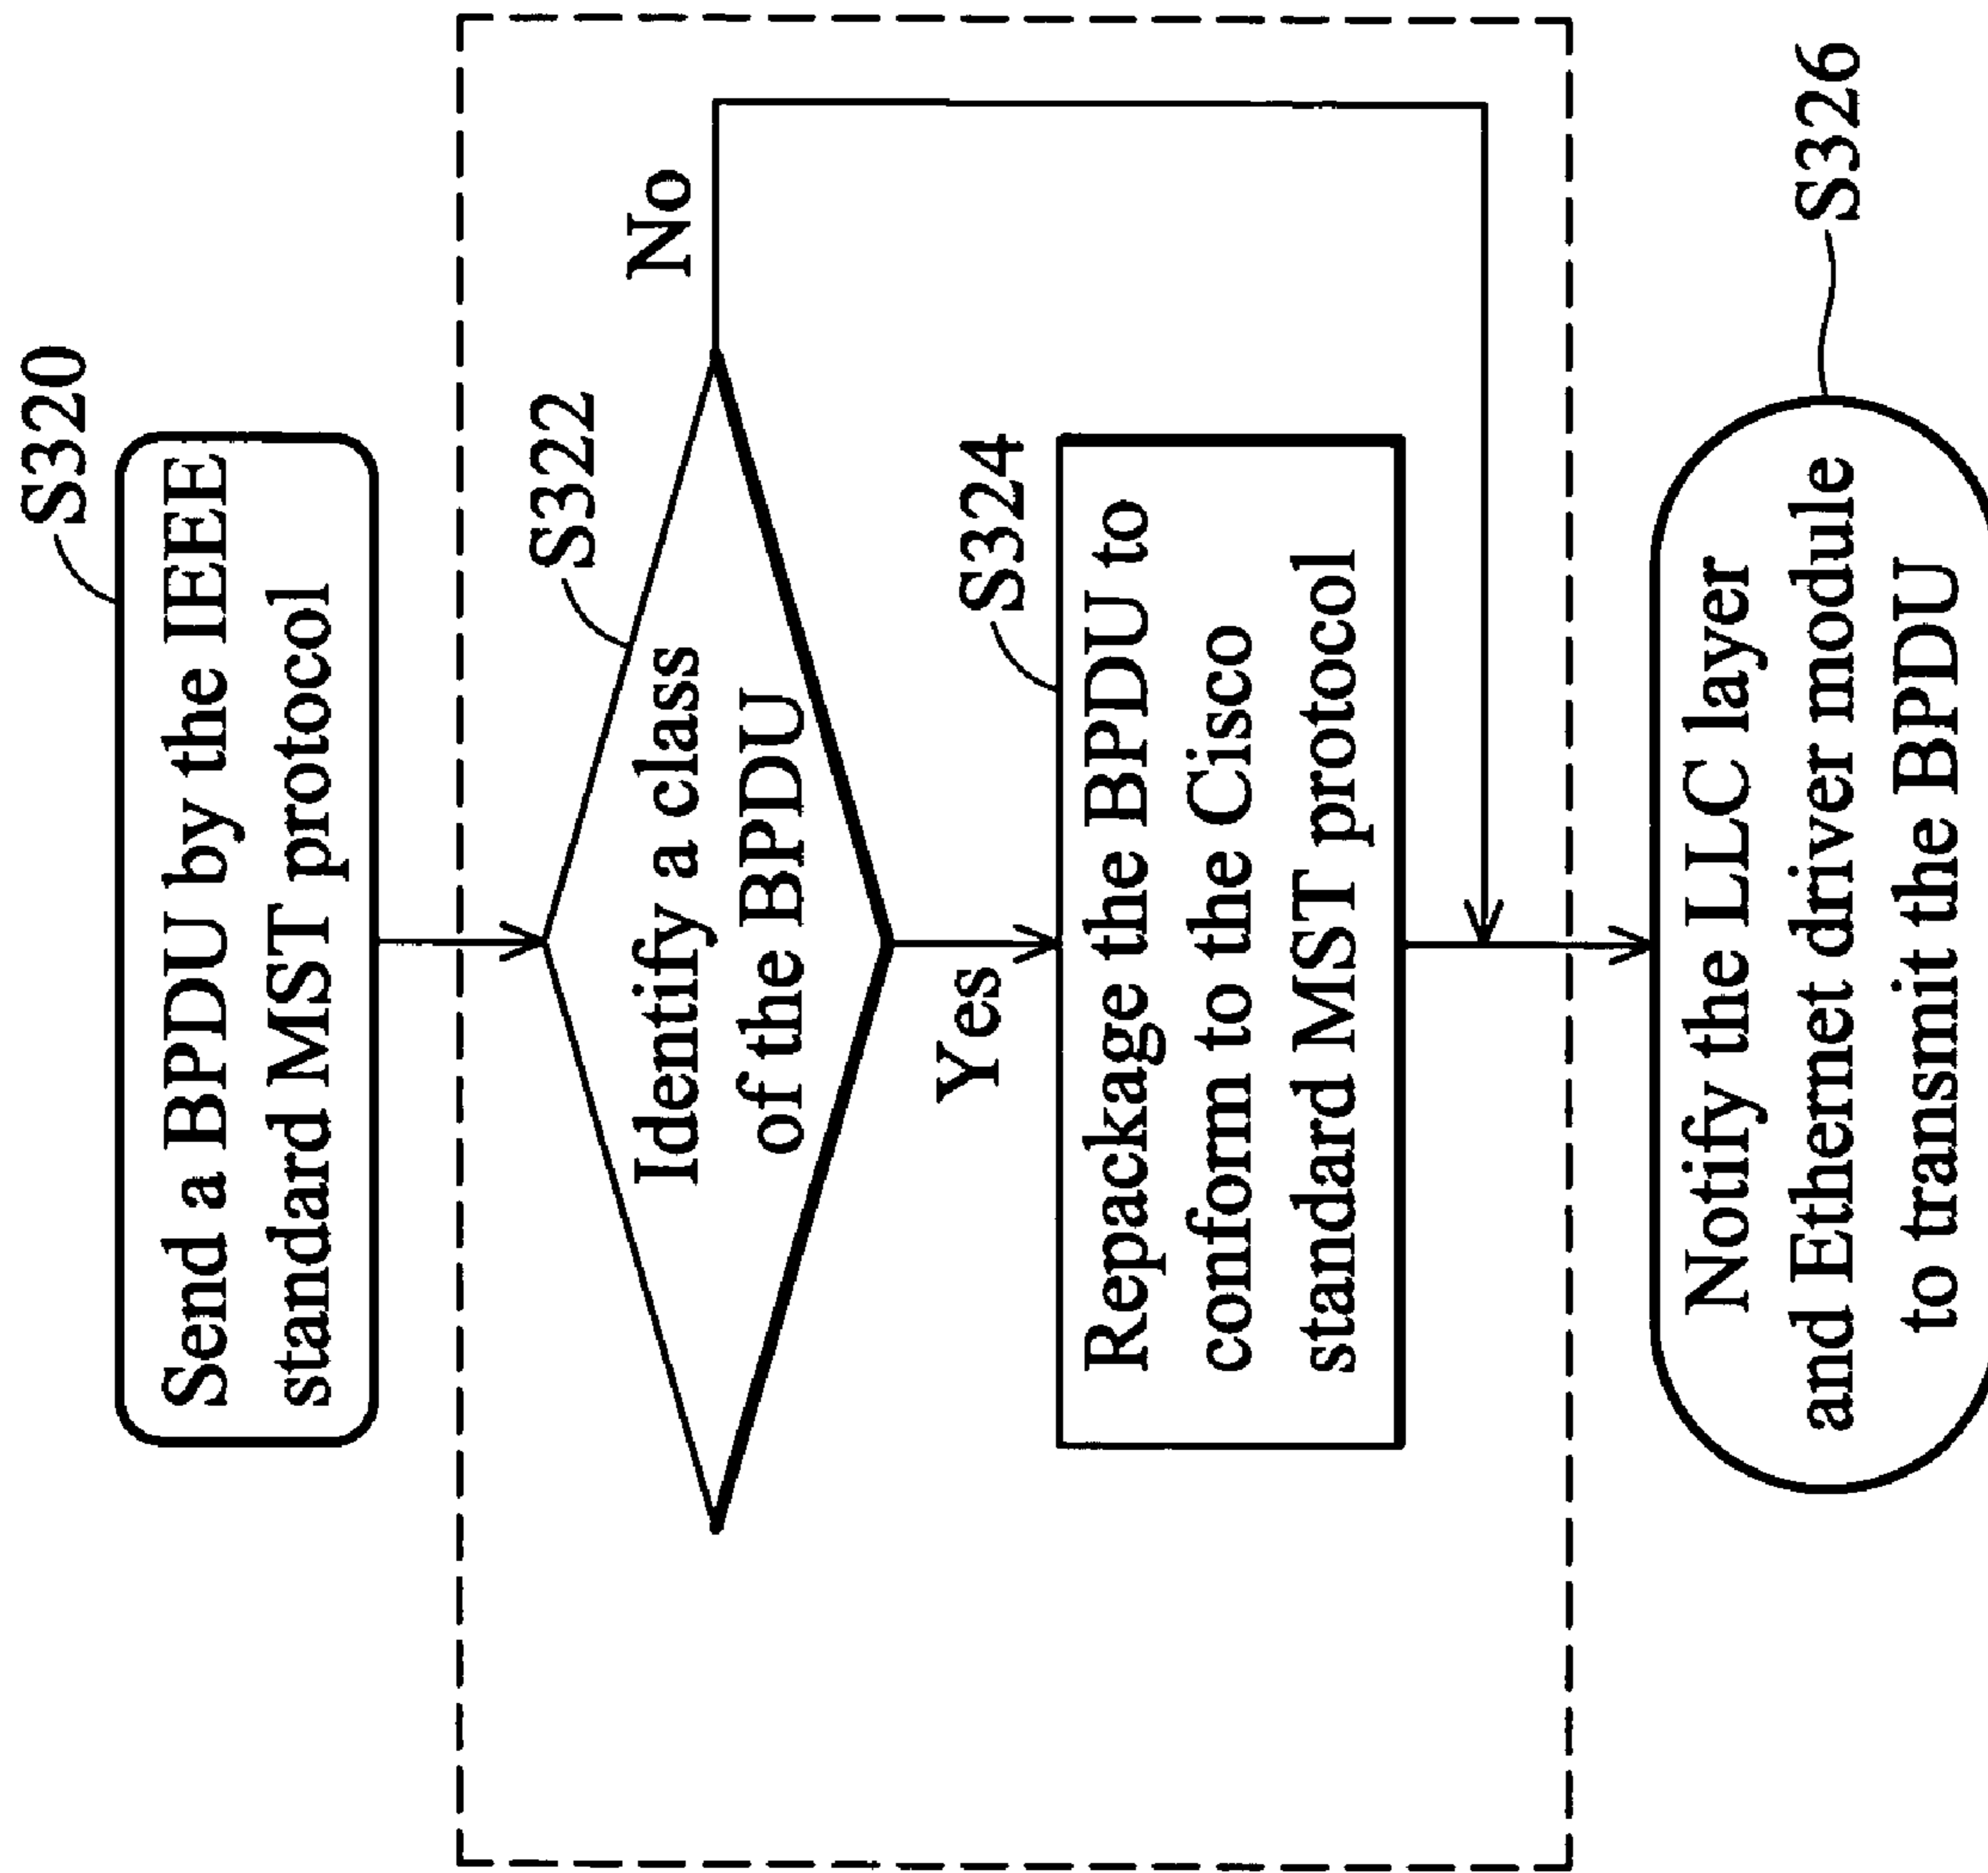 S320
Send a BPDU by the IEEE
standard MST protocol
S322
Identify a class
of the BPDU
No
Yes
S324
Repackage the BPDU to
conform to the Cisco
standard MST protocol
S326
Notify the LLC layer
and Ethernet driver module
to transmit the BPDU